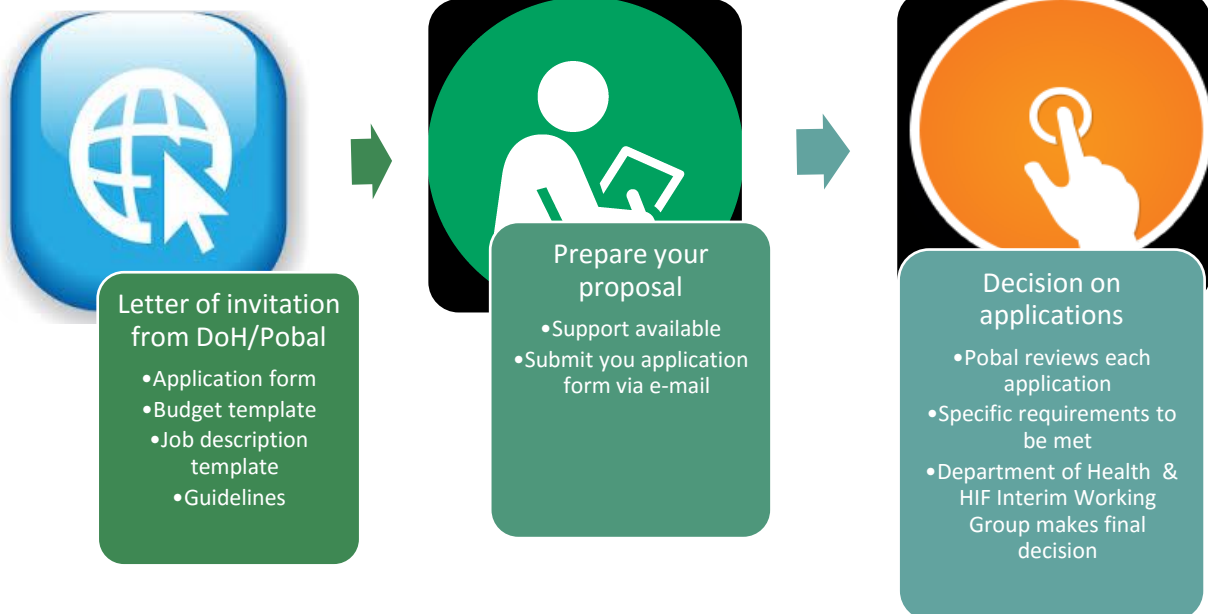 Letter of invitation
from DoH/Pobal
•Application form
•Budget template
•Job description
template
•Guidelines
Prepare your
proposal
•Support available
•Submit you application
form via e-mail
Decision on
applications
•Pobal reviews each
application
•Specific requirements to
be met
•Department of Health &
HIF Interim Working
Group makes final
decision